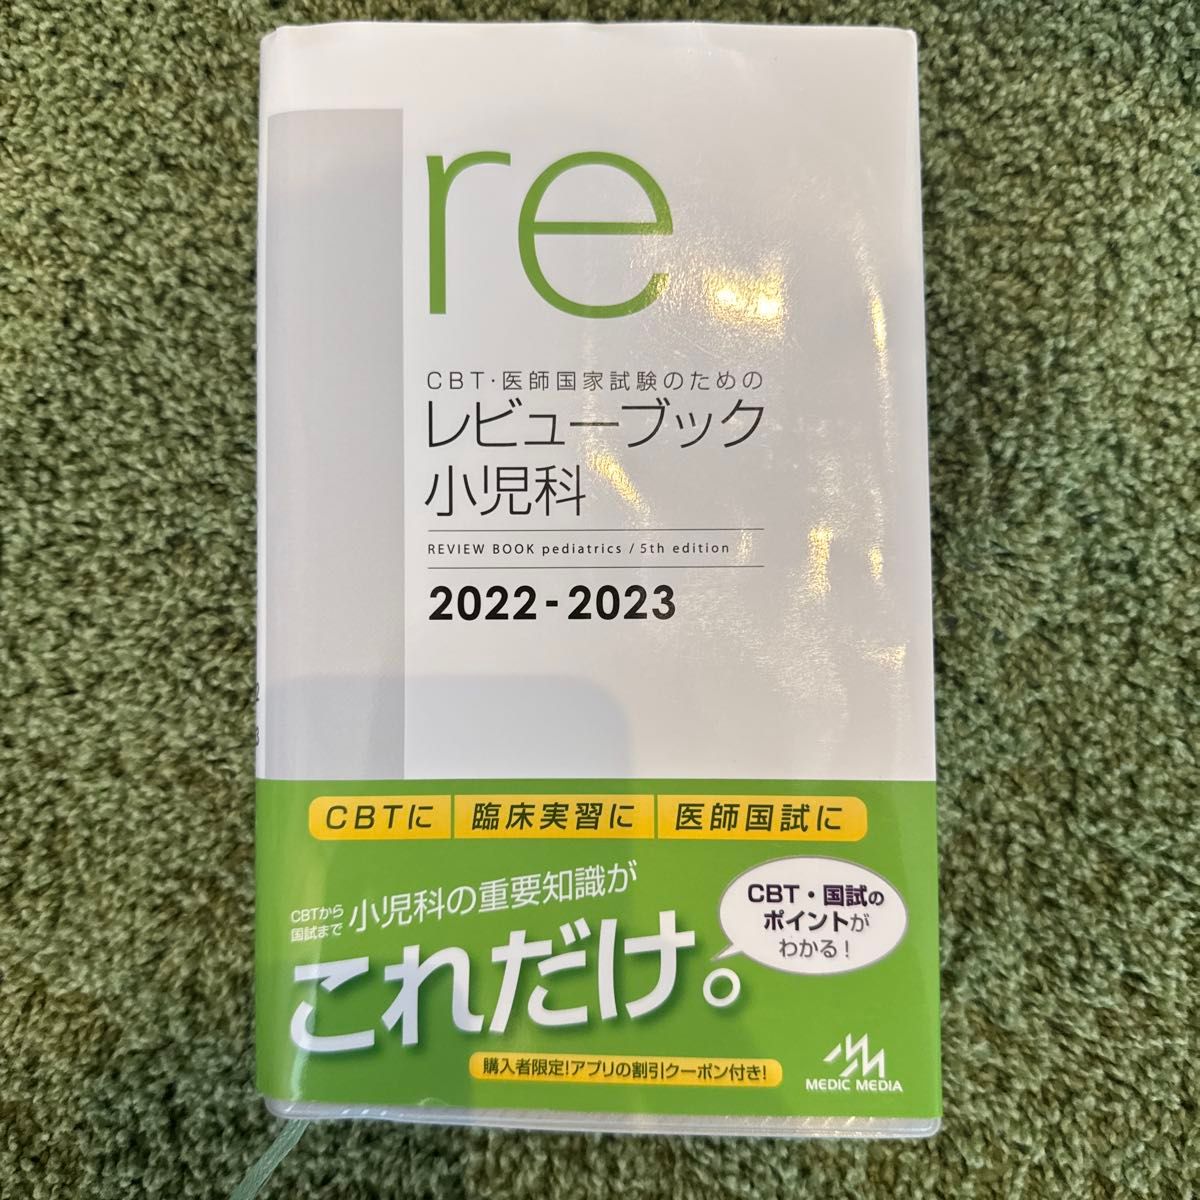 re
CBT・医師国家試験のための
レビューブック
小児科
REVIEW BOOK pediatrics / 5th edition
2022-2023
2
3
CBTに 臨床実習に 医師国試に
CBTから
国試まで
小児科の重要知識が
これだけ。
CBT・国試の
ポイントが
わかる！
購入者限定!アプリの割引クーポン付き!
MEDIC MEDIA